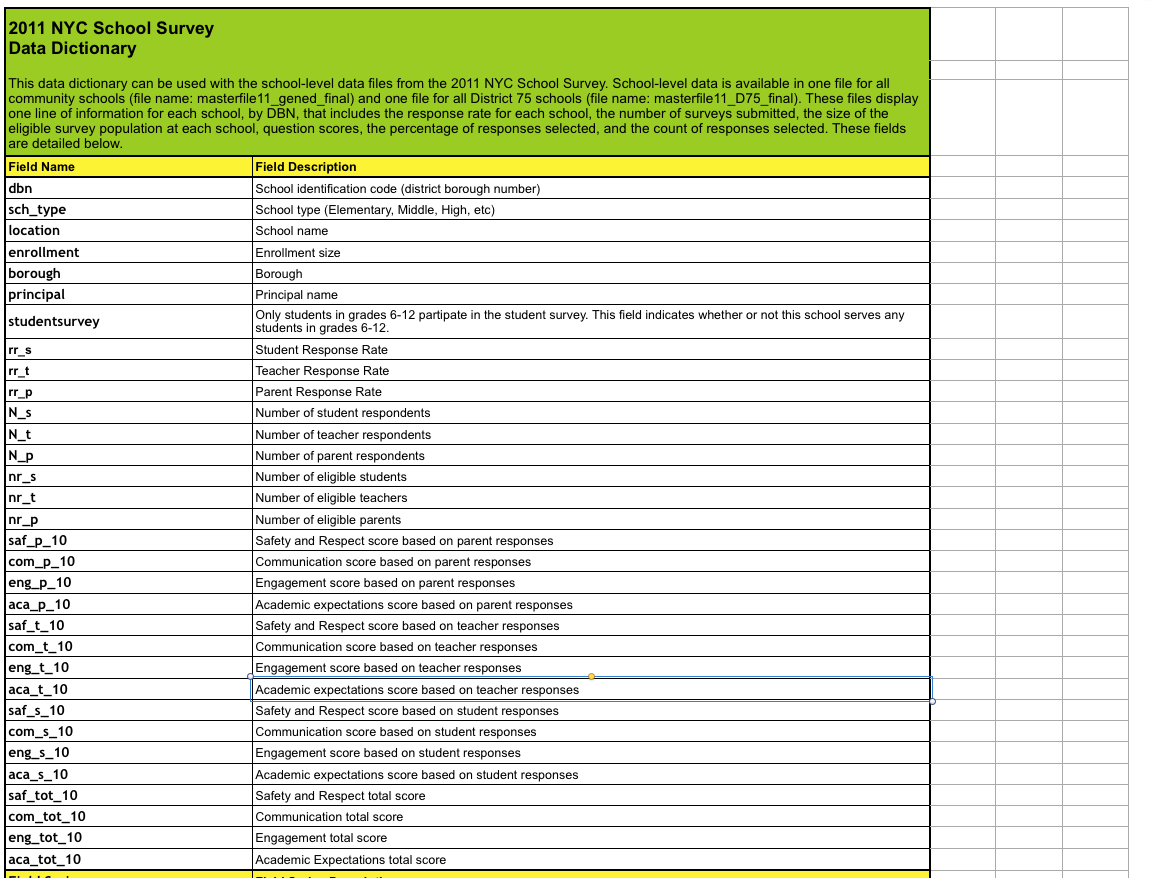 2011 NYC School Survey
Data Dictionary
This data dictionary can be used with the school-level data files from the 2011 NYC School Survey. School-level data is available in one file for all
community schools (file name: masterfile11_gened_final) and one file for all District 75 schools (file name: masterfile11_D75_final). These files display
one line of information for each school, by DBN, that includes the response rate for each school, the number of surveys submitted, the size of the
eligible survey population at each school, question scores, the percentage of responses selected, and the count of responses selected. These fields
are detailed below.
Field Name Field Description
dbn School identification code (district borough number)
sch_type School type (Elementary, Middle, High, etc)
location School name
enrollment Enrollment size
borough Borough
principal Principal name
studentsurvey Only students in grades 6-12 partipate in the student survey. This field indicates whether or not this school serves any
students in grades 6-12.
rr_s Student Response Rate
rr_t Teacher Response Rate
rr_p Parent Response Rate
N_s Number of student respondents
N_t Number of teacher respondents
N_p Number of parent respondents
nr_s Number of eligible students
nr_t Number of eligible teachers
nr_p Number of eligible parents
saf_p_10 Safety and Respect score based on parent responses
com_p_10 Communication score based on parent responses
eng_p_10 Engagement score based on parent responses
aca_p_10 Academic expectations score based on parent responses
saf_t_10 Safety and Respect score based on teacher responses
com_t_10 Communication score based on teacher responses
eng_t_10 Engagement score based on teacher responses
aca_t_10 Academic expectations score based on teacher responses
saf_s_10 Safety and Respect score based on student responses
com_s_10 Communication score based on student responses
eng_s_10 Engagement score based on student responses
aca_s_10 Academic expectations score based on student responses
saf_tot_10 Safety and Respect total score
com_tot_10 Communication total score
eng_tot_10 Engagement total score
aca_tot_10 Academic Expectations total score